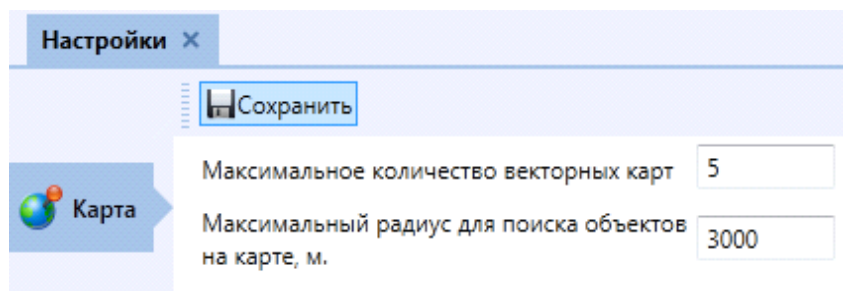 Настройки
Сохранить
Карта
Максимальное количество векторных карт 5
Максимальный радиус для поиска объектов
на карте, м. 3000